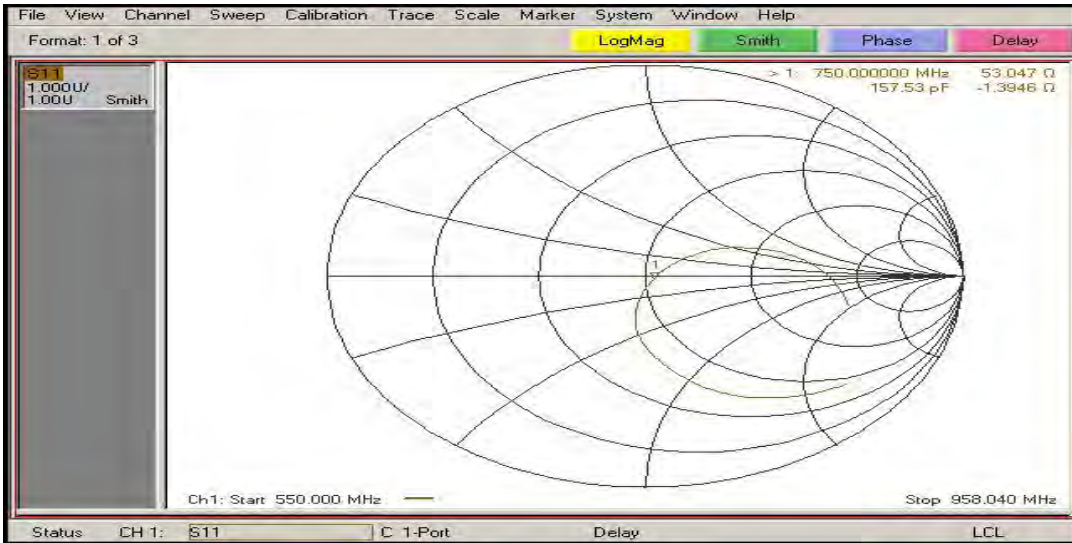 File View Channel Sweep Calibration Trace Scale Marker System Window Help
Format: 1 of 3 LogMag Smith Phase Delay
S11
1.000U/
1.00U Smith
> 1: 750.000000 MHz 53.047 Ω
157.53 pF -1.3946 Ω
1
Ch1: Start 550.000 MHz Stop 958.040 MHz
Status CH 1: S11 C 1-Port Delay LCL